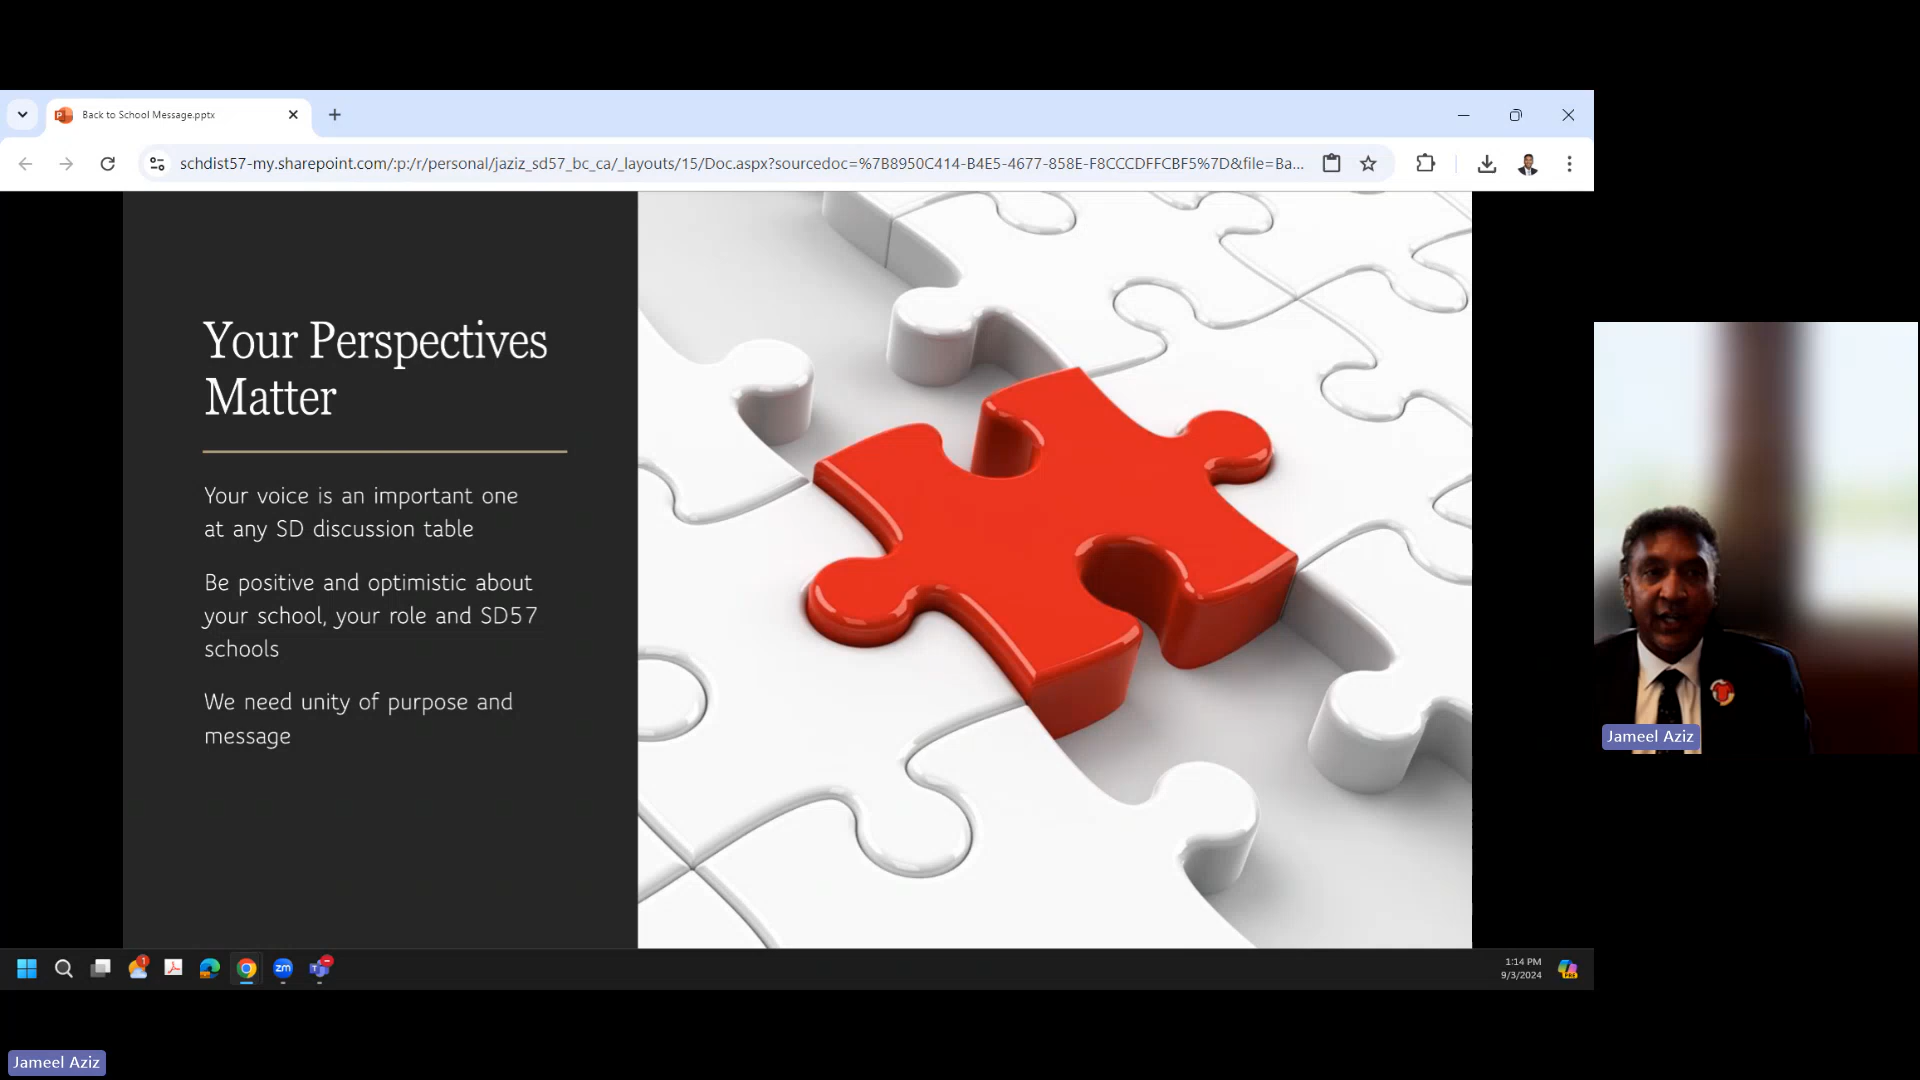 Back to School Message.pptx
schdist57-my.sharepoint.com/:p:/r/personal/jaziz_sd57_bc_ca/_layouts/15/Doc.aspx?sourcedoc=%7B8950C414-B4E5-4677-858E-F8CCCDFFCBF5%7D&file=Ba...
Your Perspectives
Matter
Your voice is an important one
at any SD discussion table
Be positive and optimistic about
your school, your role and SD57
schools
We need unity of purpose and
message
Jameel Aziz
1
zm
1:14 PM
9/3/2024
PRE
Jameel Aziz